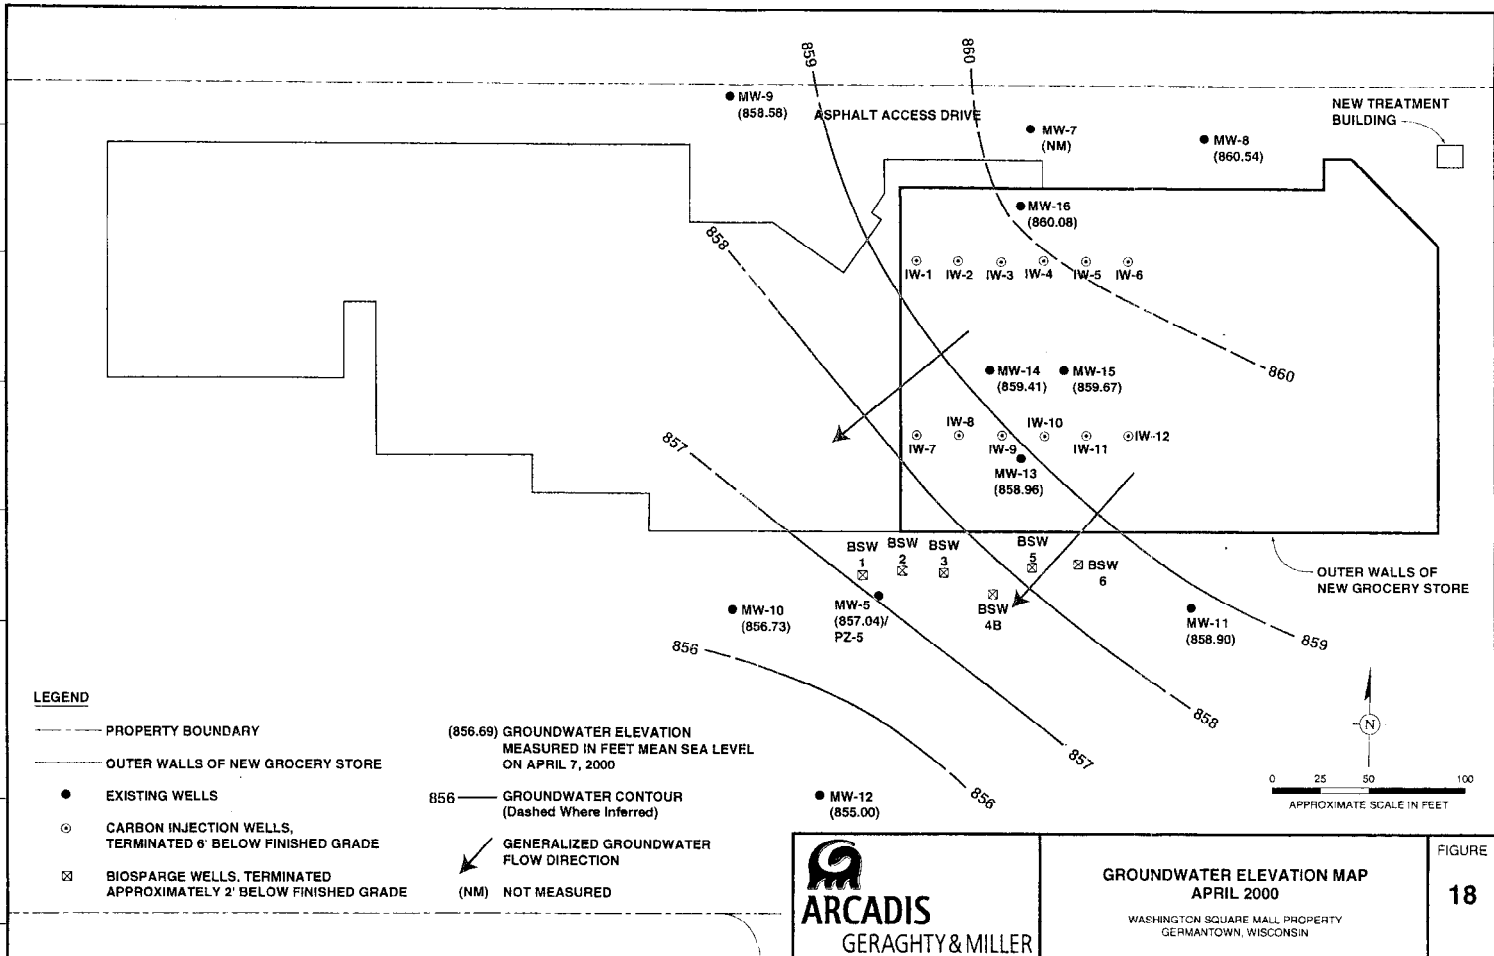 859
860
MW-9
(858.58)
ASPHALT ACCESS DRIVE
MW-7
(NM)
MW-8
(860.54)
NEW TREATMENT
BUILDING
MW-16
(860.08)
858
IW-1
IW-2
IW-3
IW-4
IW-5
IW-6
MW-14
(859.41)
MW-15
(859.67)
860
857
IW-7
IW-8
IW-9
IW-10
IW-11
IW-12
MW-13
(858.96)
BSW
1
BSW
2
BSW
3
BSW
5
BSW
6
BSW
4B
OUTER WALLS OF
NEW GROCERY STORE
MW-10
(856.73)
MW-5
(857.04)/
PZ-5
MW-11
(858.90)
856
859
858
857
856
MW-12
(855.00)
N
0 25 50 100
APPROXIMATE SCALE IN FEET
LEGEND
PROPERTY BOUNDARY
OUTER WALLS OF NEW GROCERY STORE
EXISTING WELLS
CARBON INJECTION WELLS,
TERMINATED 6' BELOW FINISHED GRADE
BIOSPARGE WELLS, TERMINATED
APPROXIMATELY 2' BELOW FINISHED GRADE
(856.69) GROUNDWATER ELEVATION
MEASURED IN FEET MEAN SEA LEVEL
ON APRIL 7, 2000
856 GROUNDWATER CONTOUR
(Dashed Where Inferred)
GENERALIZED GROUNDWATER
FLOW DIRECTION
(NM) NOT MEASURED
ARCADIS
GERAGHTY & MILLER
GROUNDWATER ELEVATION MAP
APRIL 2000
WASHINGTON SQUARE MALL PROPERTY
GERMANTOWN, WISCONSIN
FIGURE
18